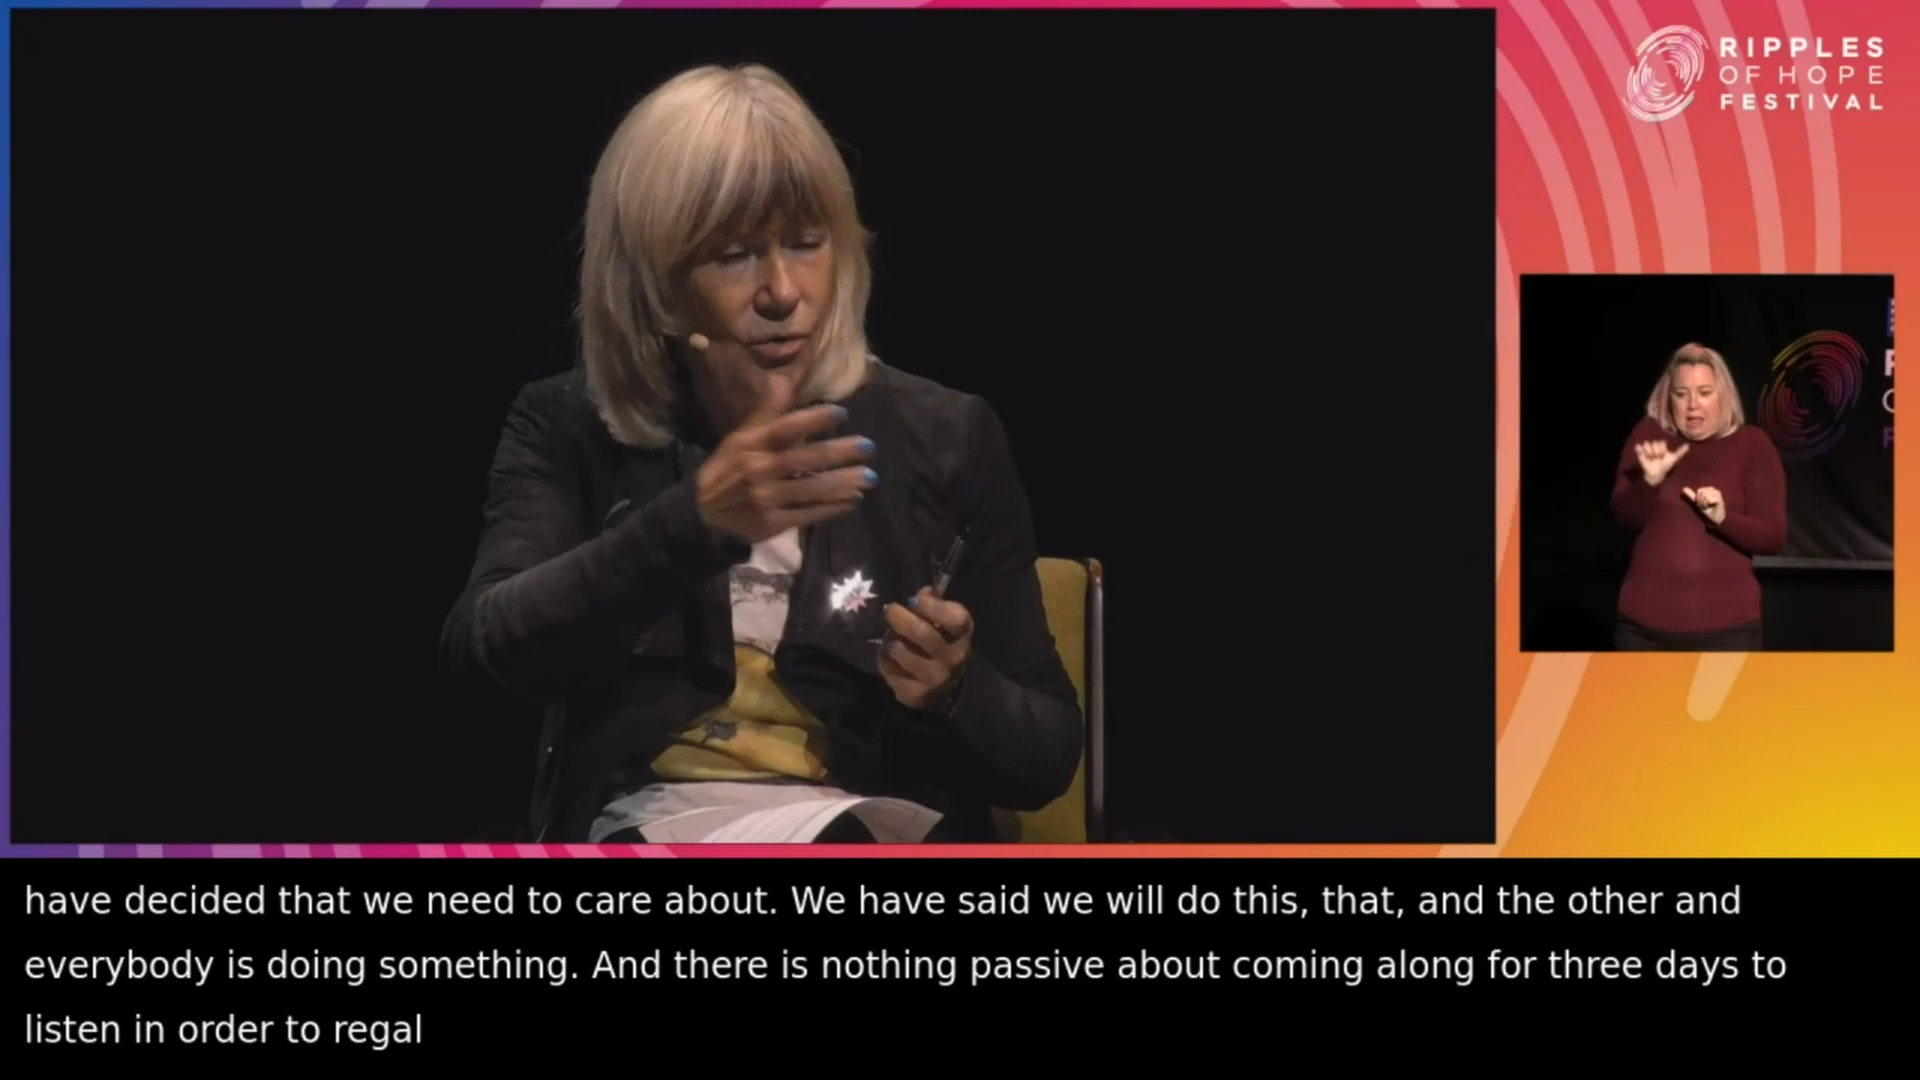 RIPPLES
OF HOPE
FESTIVAL
have decided that we need to care about. We have said we will do this, that, and the other and
everybody is doing something. And there is nothing passive about coming along for three days to
listen in order to regal